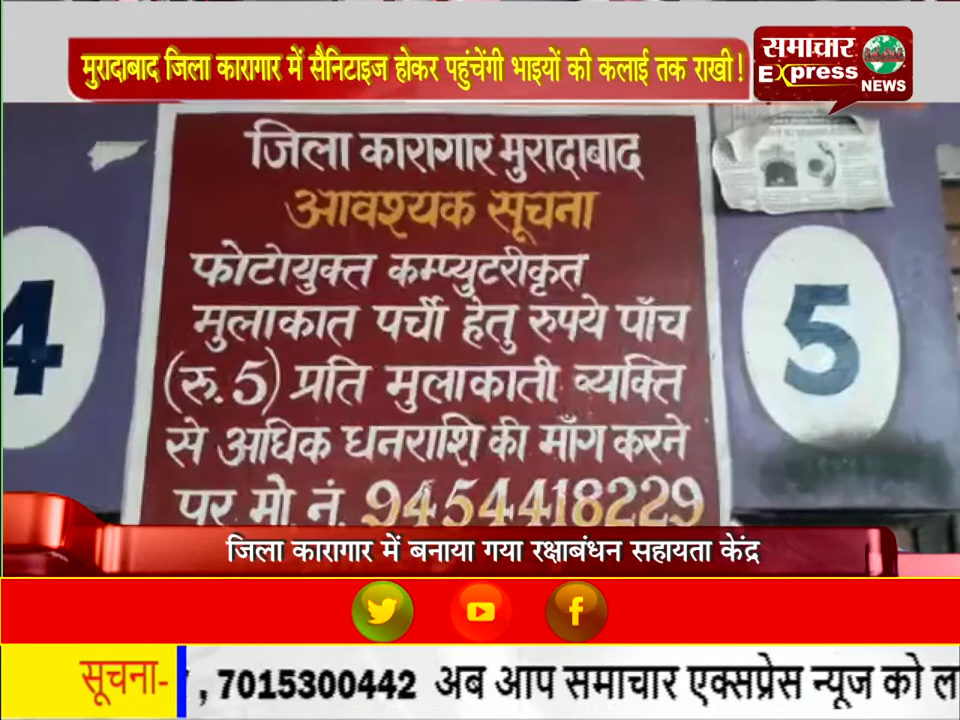 मुरादाबाद जिला कारागार में सैनिटाइज होकर पहुंचेंगी भाइयों की कलाई तक राखी!
समाचार
Express
NEWS
जिला कारागार मुरादाबाद
आवश्यक सूचना
फोटोयुक्त कम्प्युटरीकृत
मुलाकात पर्ची हेतु रुपये पाँच
(रु. 5) प्रति मुलाकाती व्यक्ति
से अधिक धनराशि की माँग करने
पर मो. नं. 9454418229
4
5
जिला कारागार में बनाया गया रक्षाबंधन सहायता केंद्र
सूचना- , 7015300442 अब आप समाचार एक्सप्रेस न्यूज को